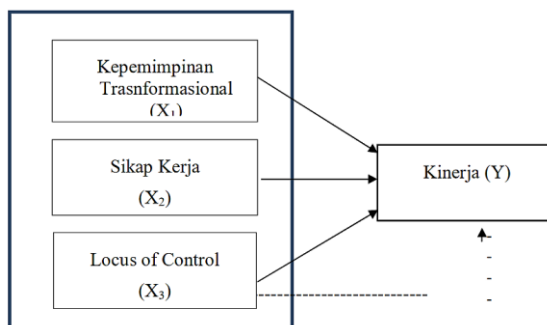 Kepemimpinan
Trasnformasional
(X₁)
Sikap Kerja
(X₂)
Kinerja (Y)
Locus of Control
(X₃)